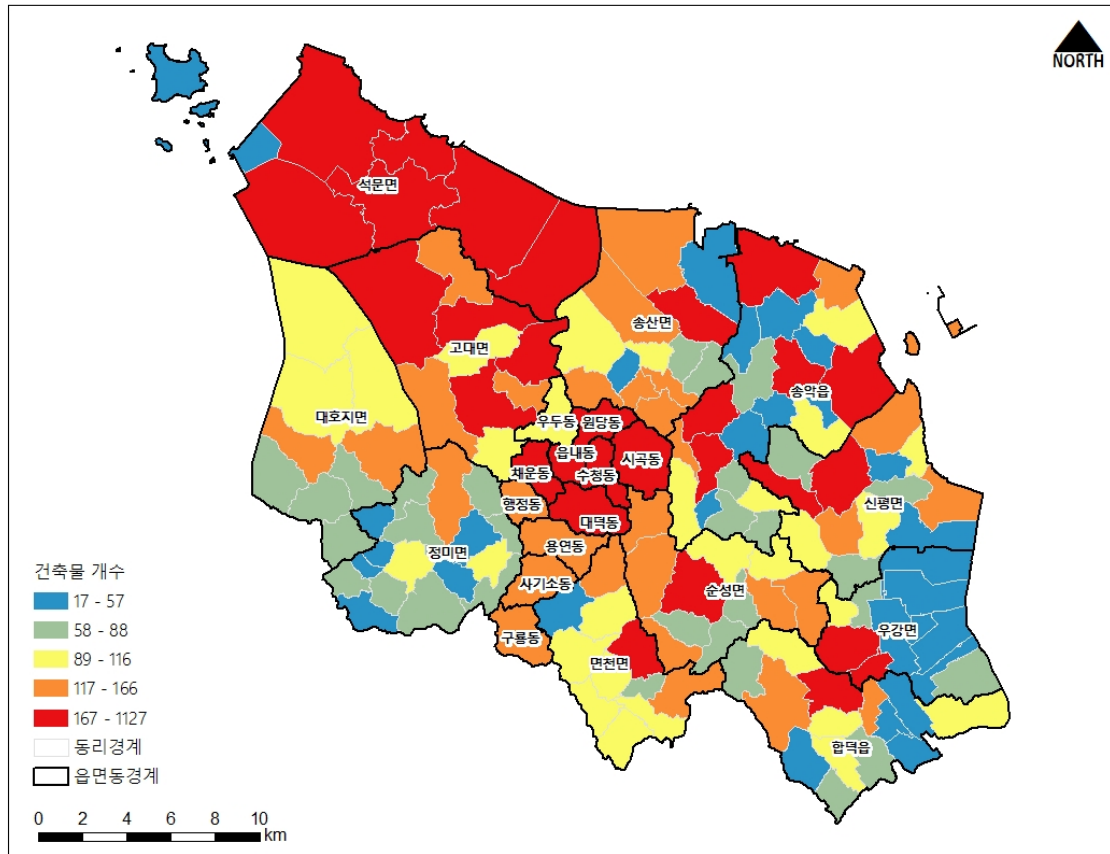 NORTH
석문면
송산면
고대면
송악읍
대호지면
우두동
원당동
읍내동
시곡동
채운동
수청동
행정동
신평면
대덕동
정미면
용연동
사기소동
순성면
우강면
구룡동
면천면
합덕읍
건축물 개수
17 - 57
58 - 88
89 - 116
117 - 166
167 - 1127
동리경계
읍면동경계
0 2 4 6 8 10
km